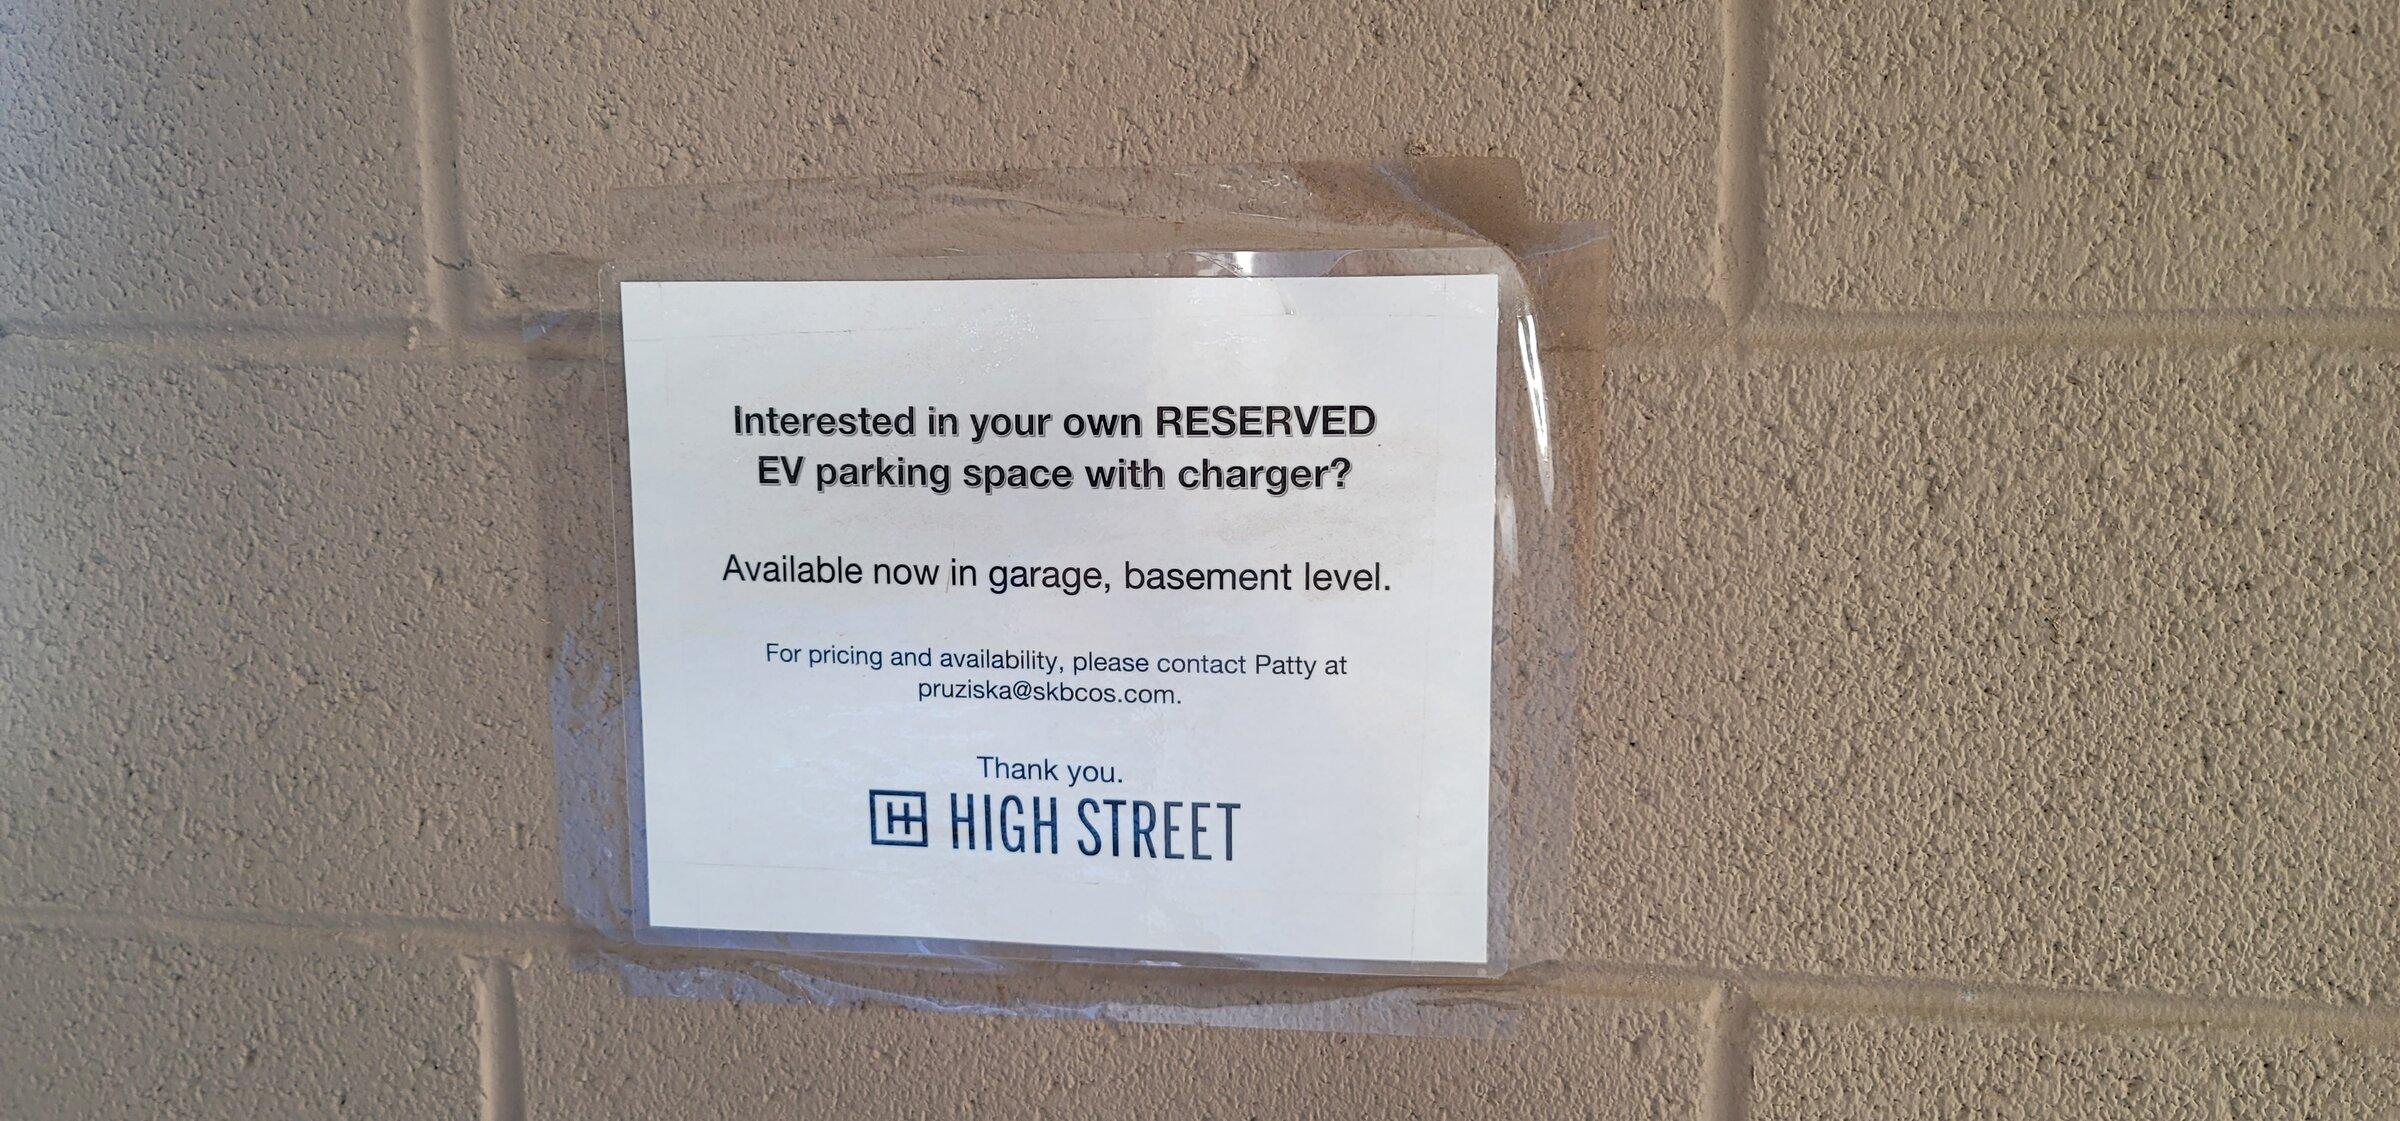 Interested in your own RESERVED
EV parking space with charger?
Available now in garage, basement level.
For pricing and availability, please contact Patty at
pruziska@skbcos.com.
Thank you.
HIGH STREET